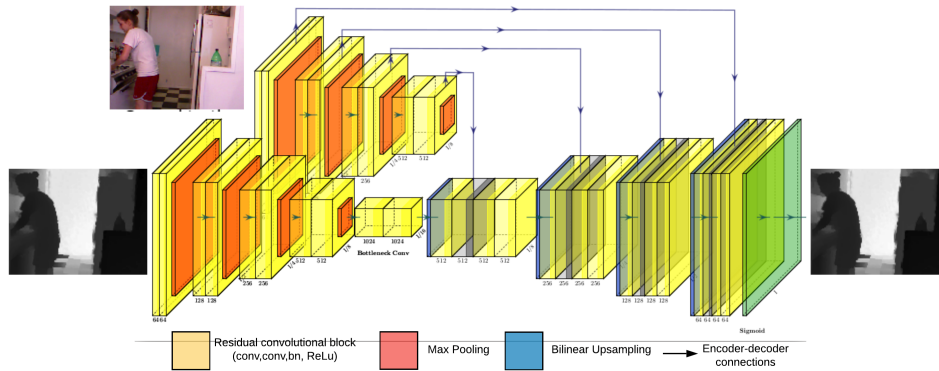 512
512
1/8
1/4
256
512
512
1/8
1/16
1024
1024
Bottleneck Conv
512 512 512 512
1/8
256 256
1/4
256 256 256 256
128 128
128 128 128 128
64 64
64 64 64 64
1
Sigmoid
Residual convolutional block
(conv,conv,bn, ReLu)
Max Pooling
Bilinear Upsampling
Encoder-decoder
connections